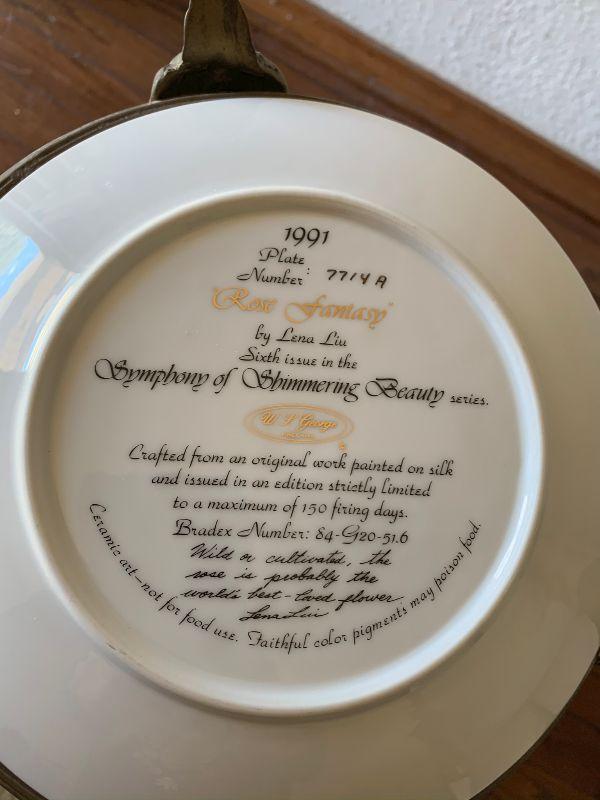 1991
Plate
Number: 7714A
"Rose Fantasy"
by Lena Liu
Sixth issue in the
Symphony of Shimmering Beauty series.
W S George
Crafted from an original work painted on silk
and issued in an edition strictly limited
to a maximum of 150 firing days.
Bradex Number: 84-G20-51.6
Wild or cultivated, the
rose is probably the
world's best-loved flower.
Lena Liu
Ceramic art—not for food use. Faithful color pigments may poison food.